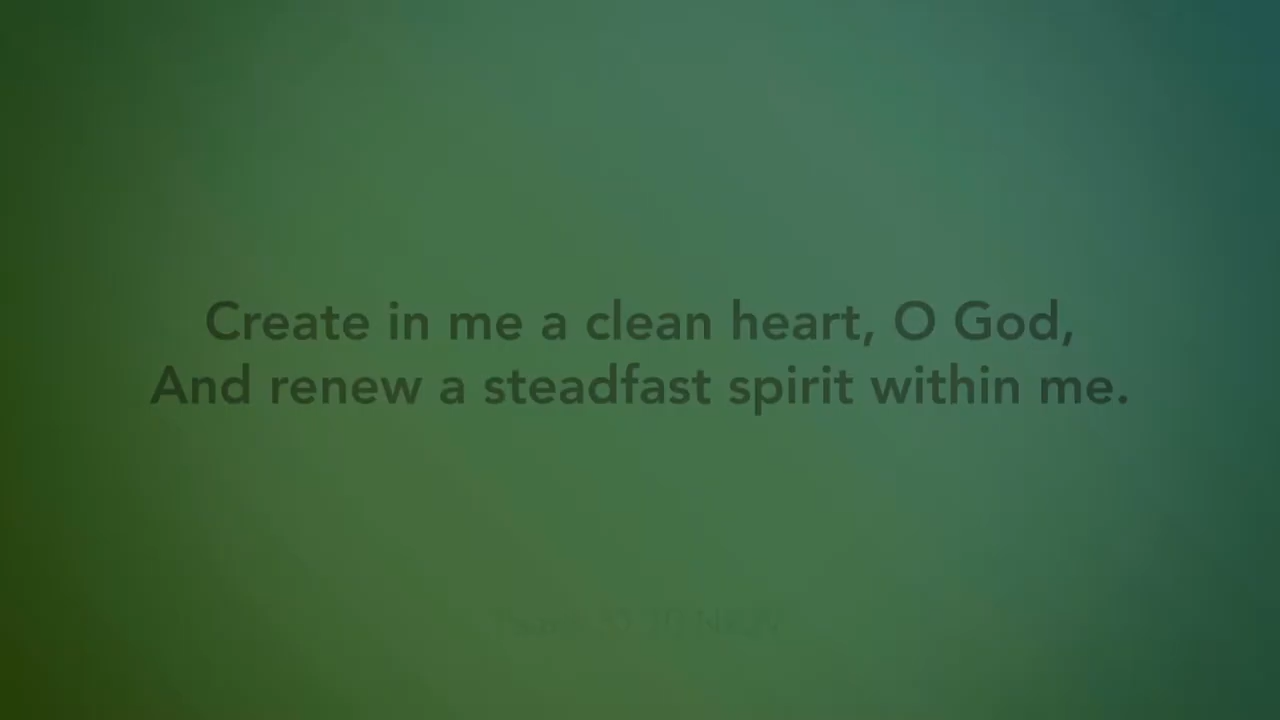 Create in me a clean heart, O God,
And renew a steadfast spirit within me.